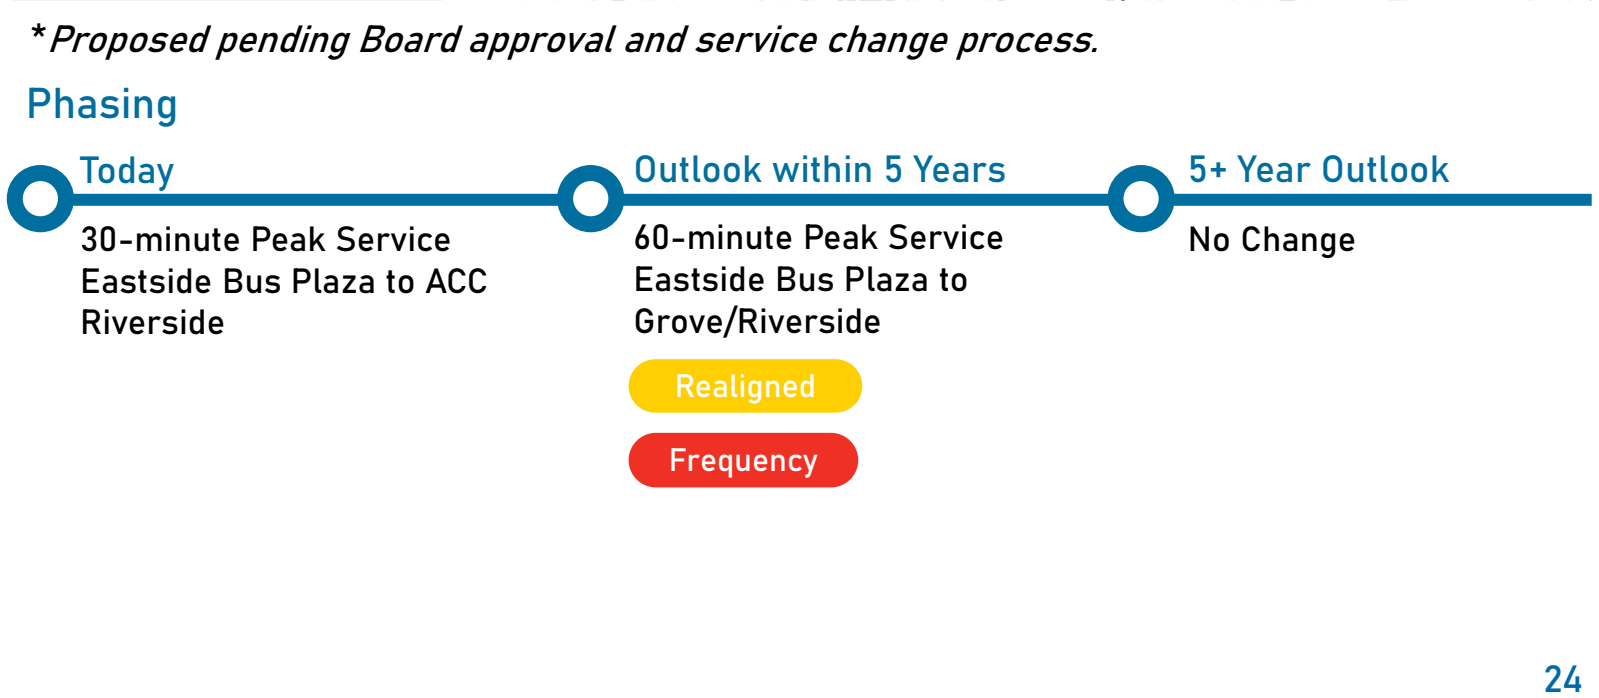 *Proposed pending Board approval and service change process.
Phasing
Today
30-minute Peak Service
Eastside Bus Plaza to ACC
Riverside
Outlook within 5 Years
60-minute Peak Service
Eastside Bus Plaza to
Grove/Riverside
Realigned
Frequency
5+ Year Outlook
No Change
24